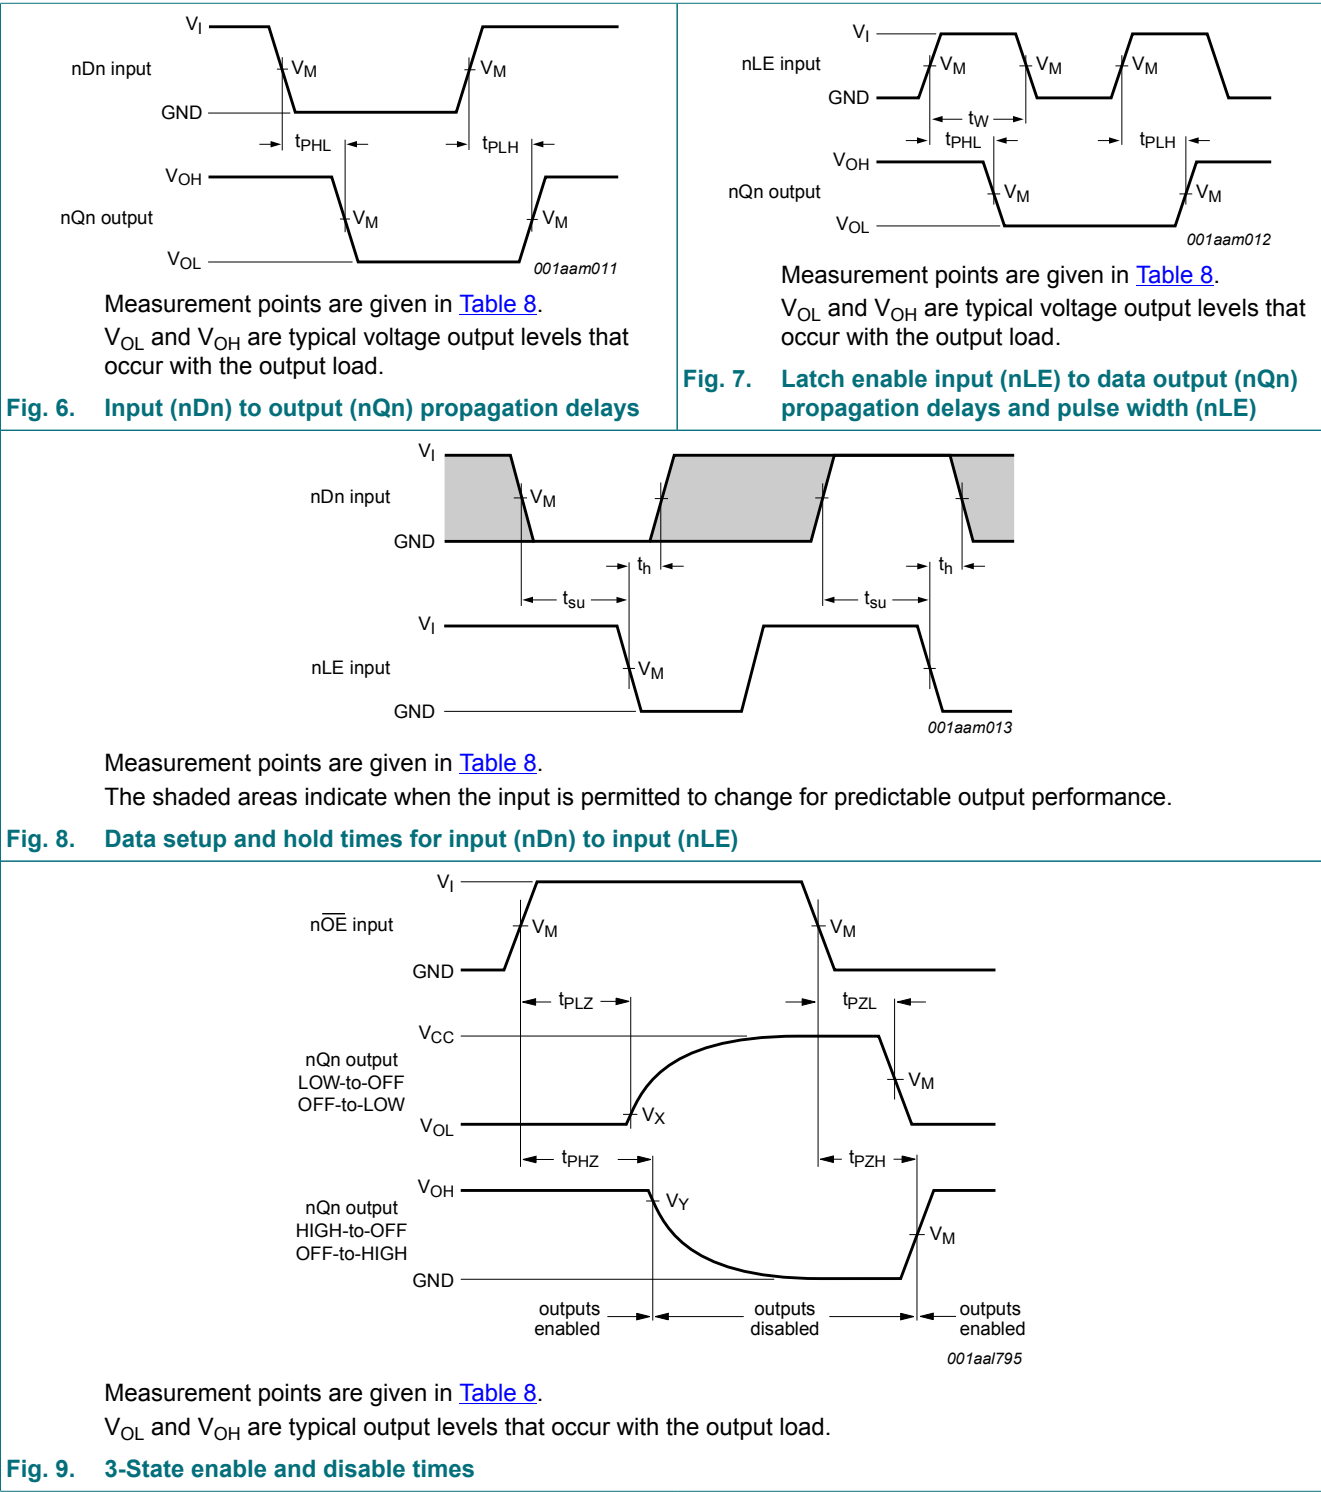 VI
nDn input
VM
VM
GND
tPHL
tPLH
VOH
nQn output
VM
VM
VOL
001aam011
Measurement points are given in Table 8.
VOL and VOH are typical voltage output levels that
occur with the output load.
Fig. 6. Input (nDn) to output (nQn) propagation delays
VI
nLE input
VM
VM
VM
GND
tW
tPHL
tPLH
VOH
nQn output
VM
VM
VOL
001aam012
Measurement points are given in Table 8.
VOL and VOH are typical voltage output levels that
occur with the output load.
Fig. 7. Latch enable input (nLE) to data output (nQn)
propagation delays and pulse width (nLE)
VI
nDn input
VM
GND
th
th
tsu
tsu
VI
nLE input
VM
GND
001aam013
Measurement points are given in Table 8.
The shaded areas indicate when the input is permitted to change for predictable output performance.
Fig. 8. Data setup and hold times for input (nDn) to input (nLE)
VI
nO̅E̅ input
VM
VM
GND
tPLZ
tPZL
VCC
nQn output
LOW-to-OFF
OFF-to-LOW
VM
VX
VOL
tPHZ
tPZH
VOH
nQn output
HIGH-to-OFF
OFF-to-HIGH
VY
VM
GND
outputs
enabled
outputs
disabled
outputs
enabled
001aal795
Measurement points are given in Table 8.
VOL and VOH are typical output levels that occur with the output load.
Fig. 9. 3-State enable and disable times